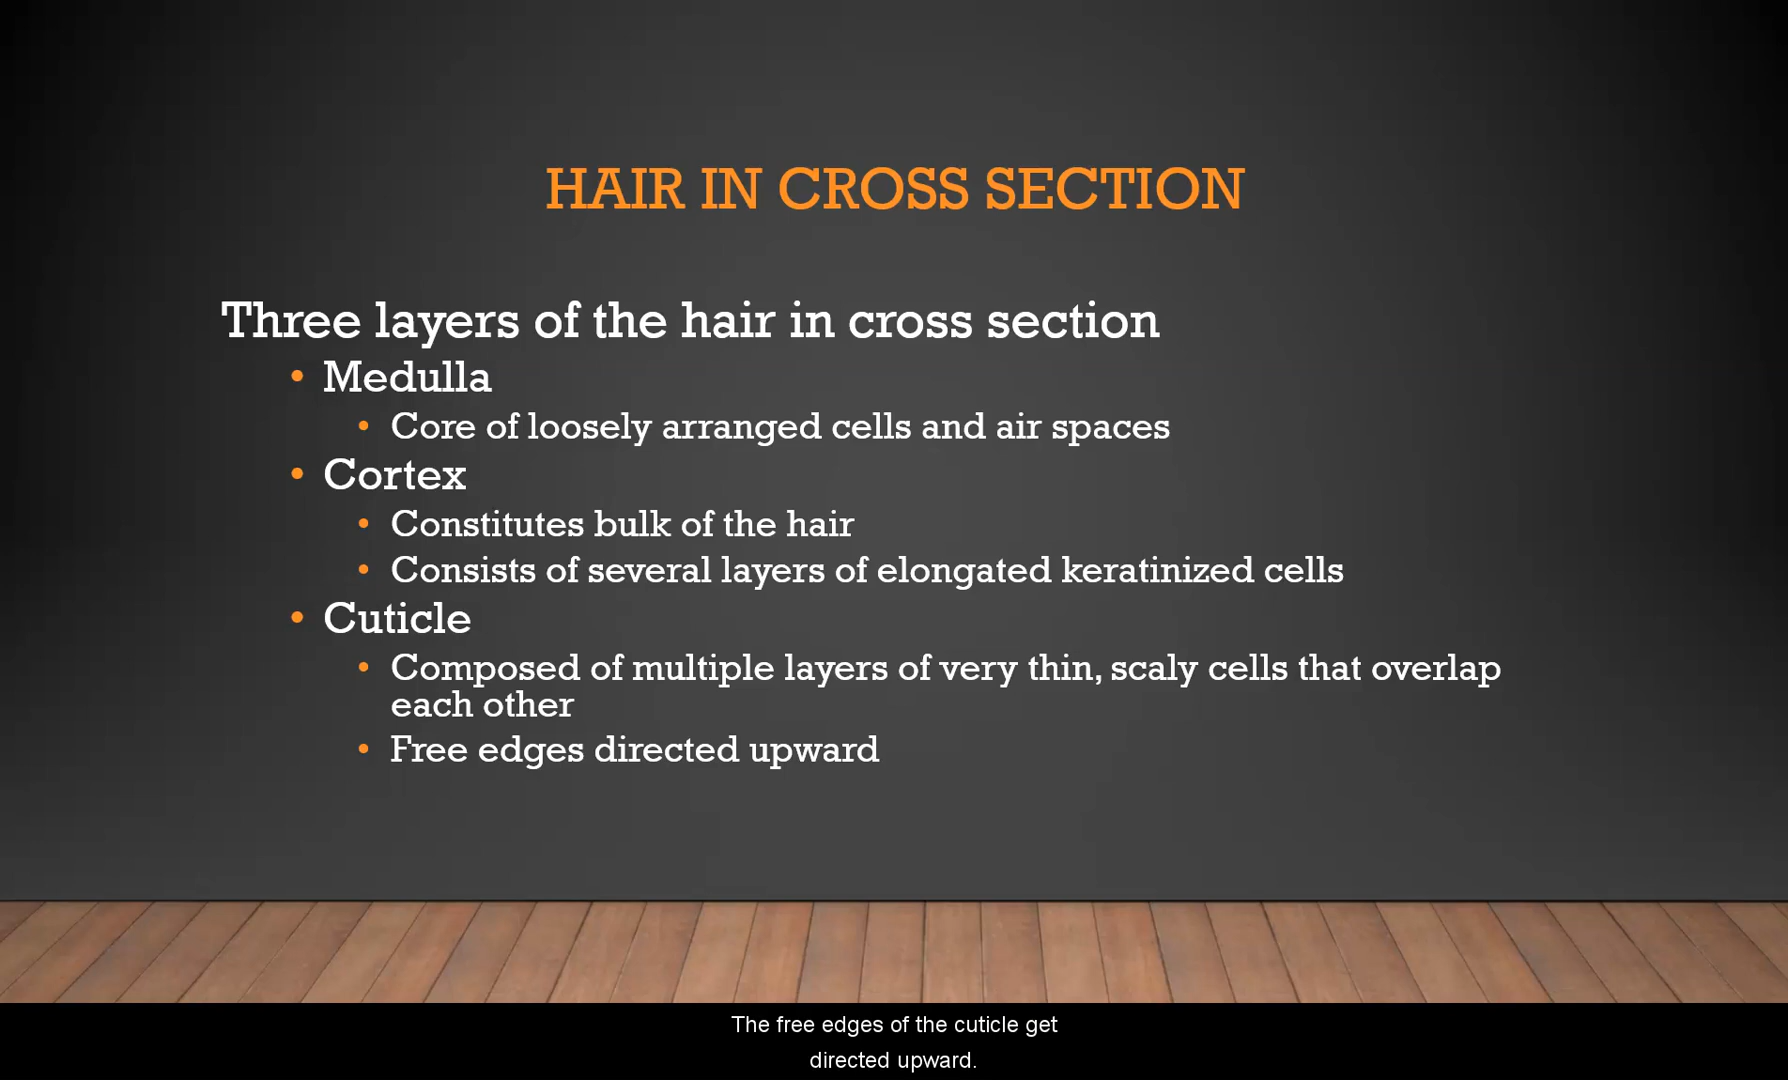 HAIR IN CROSS SECTION
Three layers of the hair in cross section
• Medulla
• Core of loosely arranged cells and air spaces
• Cortex
• Constitutes bulk of the hair
• Consists of several layers of elongated keratinized cells
• Cuticle
• Composed of multiple layers of very thin, scaly cells that overlap
each other
• Free edges directed upward
The free edges of the cuticle get
directed upward.